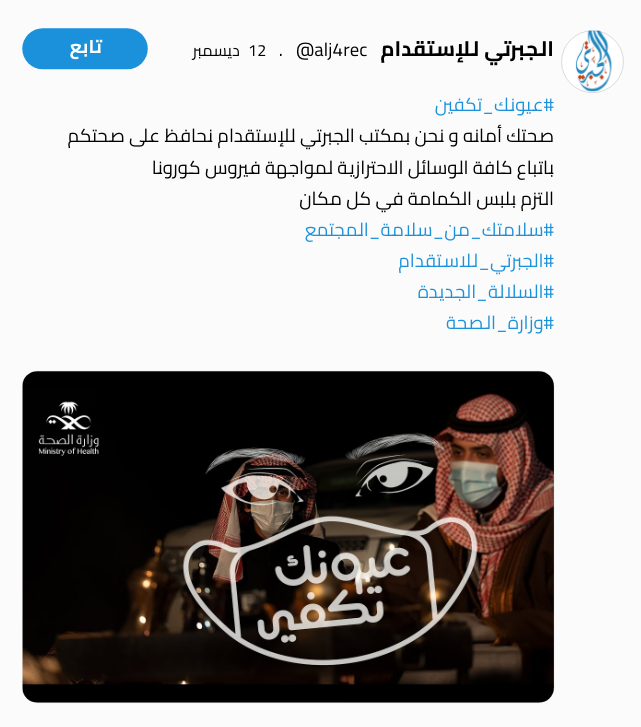 الجبرتي للإستقدام @alj4rec . 12 ديسمبر
تابع
الجبرتي
#عيونك_تكفين
صحتك أمانه و نحن بمكتب الجبرتي للإستقدام نحافظ على صحتكم
باتباع كافة الوسائل الاحترازية لمواجهة فيروس كورونا
التزم بلبس الكمامة في كل مكان
#سلامتك_من_سلامة_المجتمع
#الجبرتي_للاستقدام
#السلالة_الجديدة
#وزارة_الصحة
وزارة الصحة
Ministry of Health
عيونك
تكفين